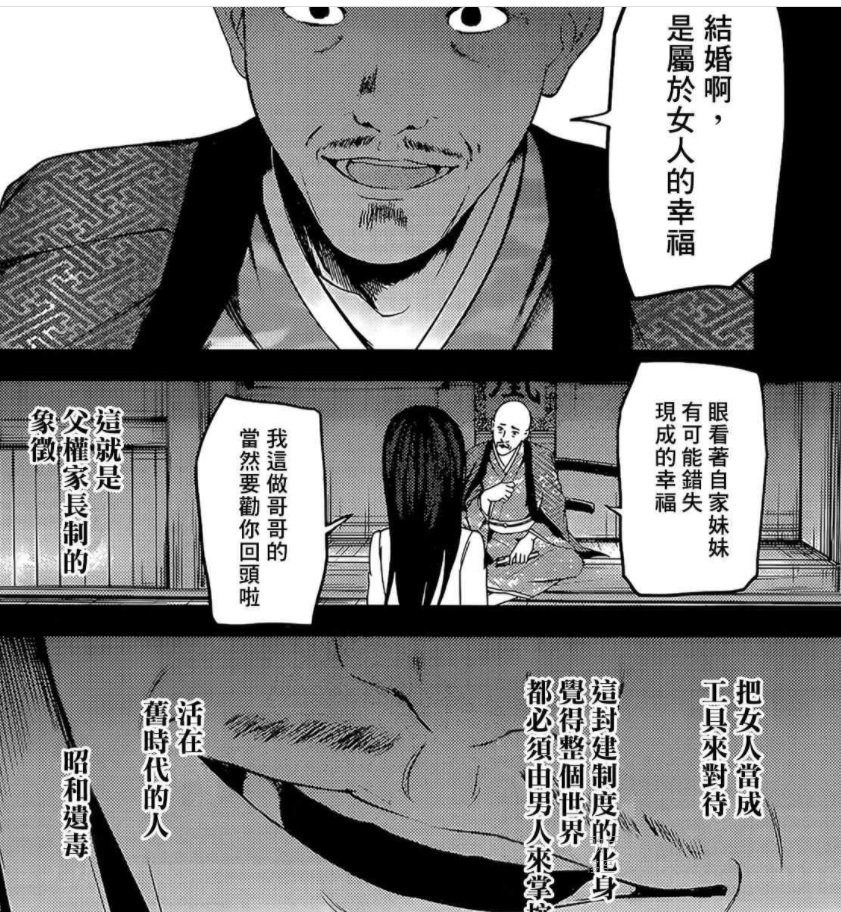 結婚啊，
是屬於女人的幸福
眼看著自家妹妹
有可能錯失
現成的幸福
凰
我這做哥哥的
當然要勸你回頭啦
這就是
父權家長制的
象徵
把女人當成
工具來對待
這封建制度的化身
覺得整個世界
都必須由男人來掌控
活在
舊時代的人
昭和遺毒